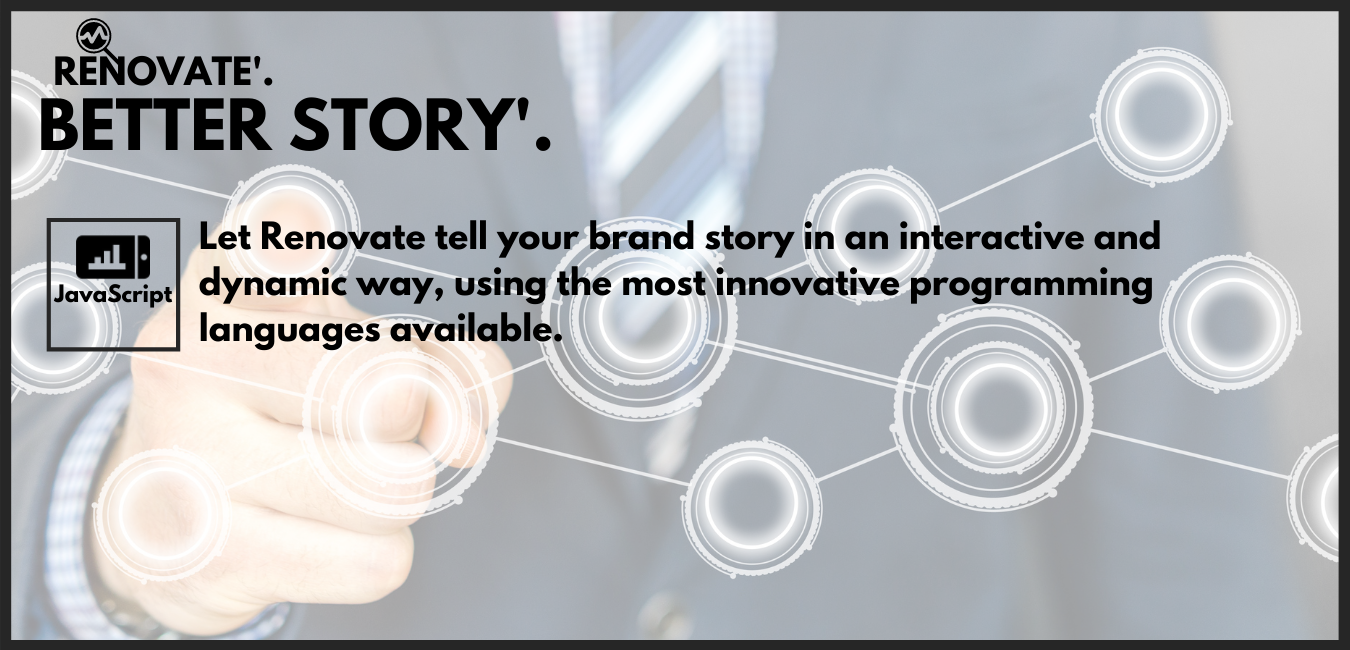 RENOVATE'.
BETTER STORY'.
JavaScript
Let Renovate tell your brand story in an interactive and
dynamic way, using the most innovative programming
languages available.